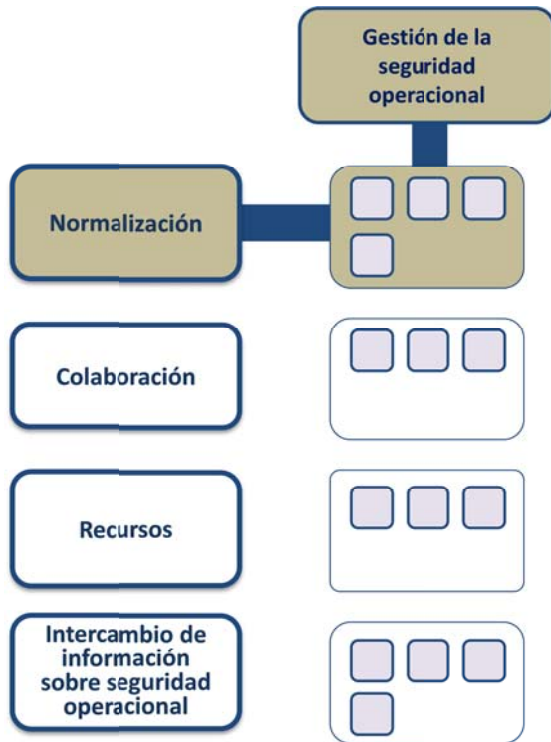 Gestión de la
seguridad
operacional
Normalización
Colaboración
Recursos
Intercambio de
información
sobre seguridad
operacional